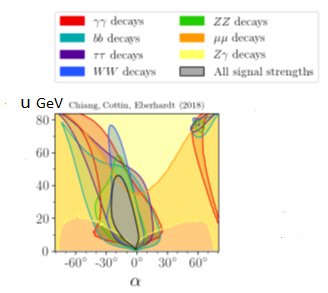 γγ decays
bb decays
ττ decays
WW decays
ZZ decays
μμ decays
Zγ decays
All signal strengths
u GeV Chiang, Cottin, Eberhardt (2018)
80
60
40
20
0
-60° -30° 0° 30° 60°
α